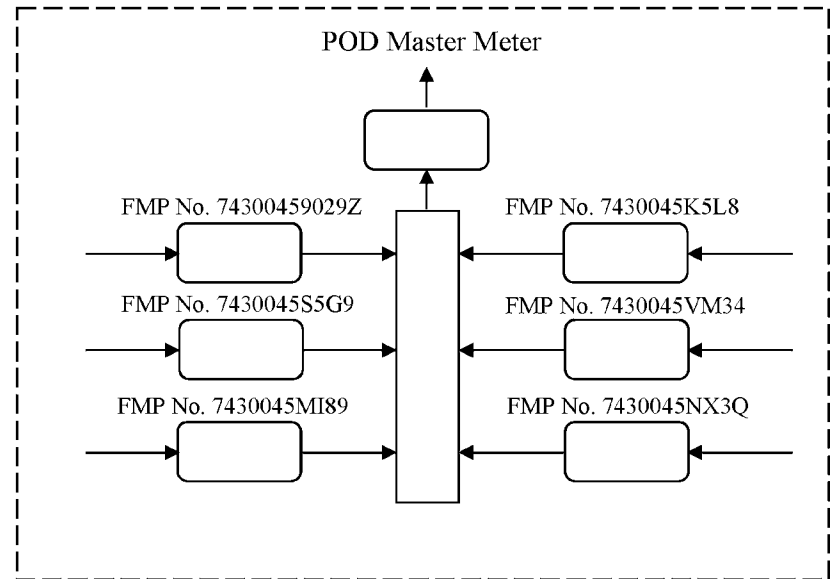 POD Master Meter
FMP No. 74300459029Z
FMP No. 7430045K5L8
FMP No. 7430045S5G9
FMP No. 7430045VM34
FMP No. 7430045MI89
FMP No. 7430045NX3Q